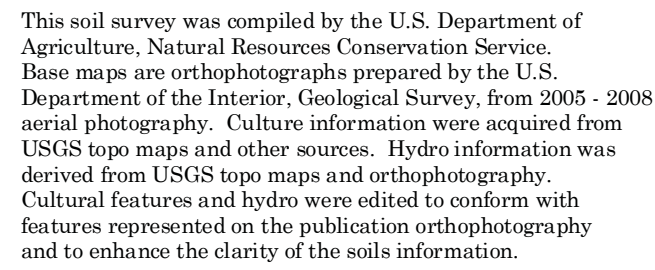 This soil survey was compiled by the U.S. Department of
Agriculture, Natural Resources Conservation Service.
Base maps are orthophotographs prepared by the U.S.
Department of the Interior, Geological Survey, from 2005 - 2008
aerial photography.  Culture information were acquired from
USGS topo maps and other sources.  Hydro information was
derived from USGS topo maps and orthophotography.
Cultural features and hydro were edited to conform with
features represented on the publication orthophotography
and to enhance the clarity of the soils information.